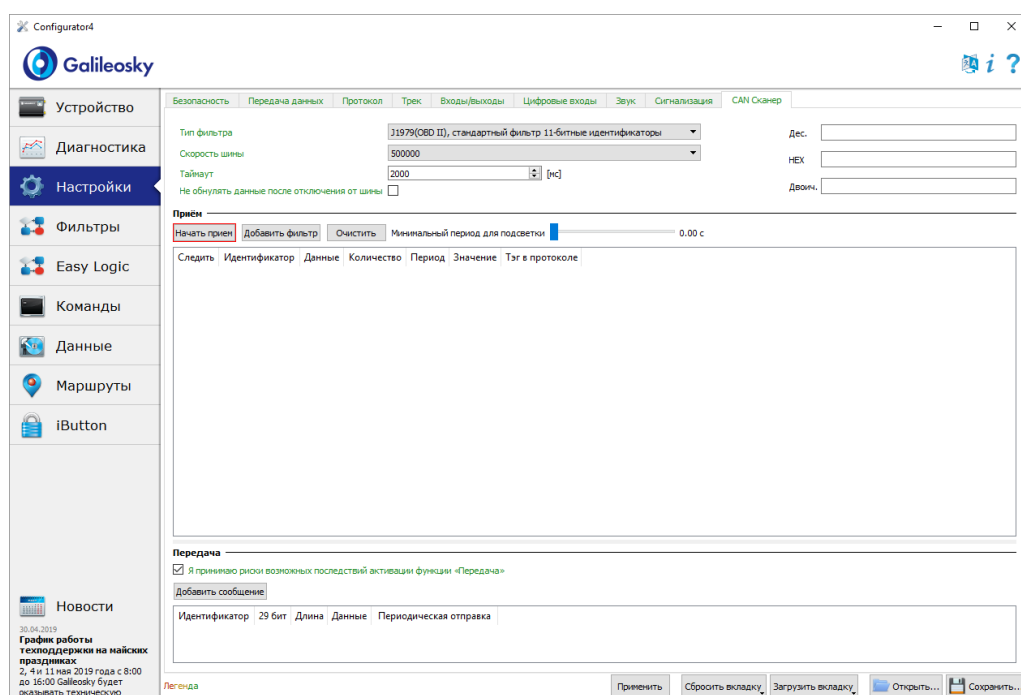 Configurator4
Galileosky
Устройство
Диагностика
Настройки
Фильтры
Easy Logic
Команды
Данные
Маршруты
iButton
Новости
30.04.2019
График работы
техподдержки на майских
праздниках
2, 4 и 11 мая 2019 года с 8:00
до 16:00 Galileosky будет
оказывать техническую
Безопасность Передача данных Протокол Трек Входы/выходы Цифровые входы Звук Сигнализация CAN Сканер
Тип фильтра J1979(OBD II), стандартный фильтр 11-битные идентификаторы Дес.
Скорость шины 500000 HEX
Таймаут 2000 [мс]
Не обнулять данные после отключения от шины Двоич.
Приём
Начать прием Добавить фильтр Очистить Минимальный период для подсветки 0.00 с
Следить Идентификатор Данные Количество Период Значение Тэг в протоколе
Передача
Я принимаю риски возможных последствий активации функции «Передача»
Добавить сообщение
Идентификатор 29 бит Длина Данные Периодическая отправка
Легенда Применить Сбросить вкладку Загрузить вкладку Открыть... Сохранить...